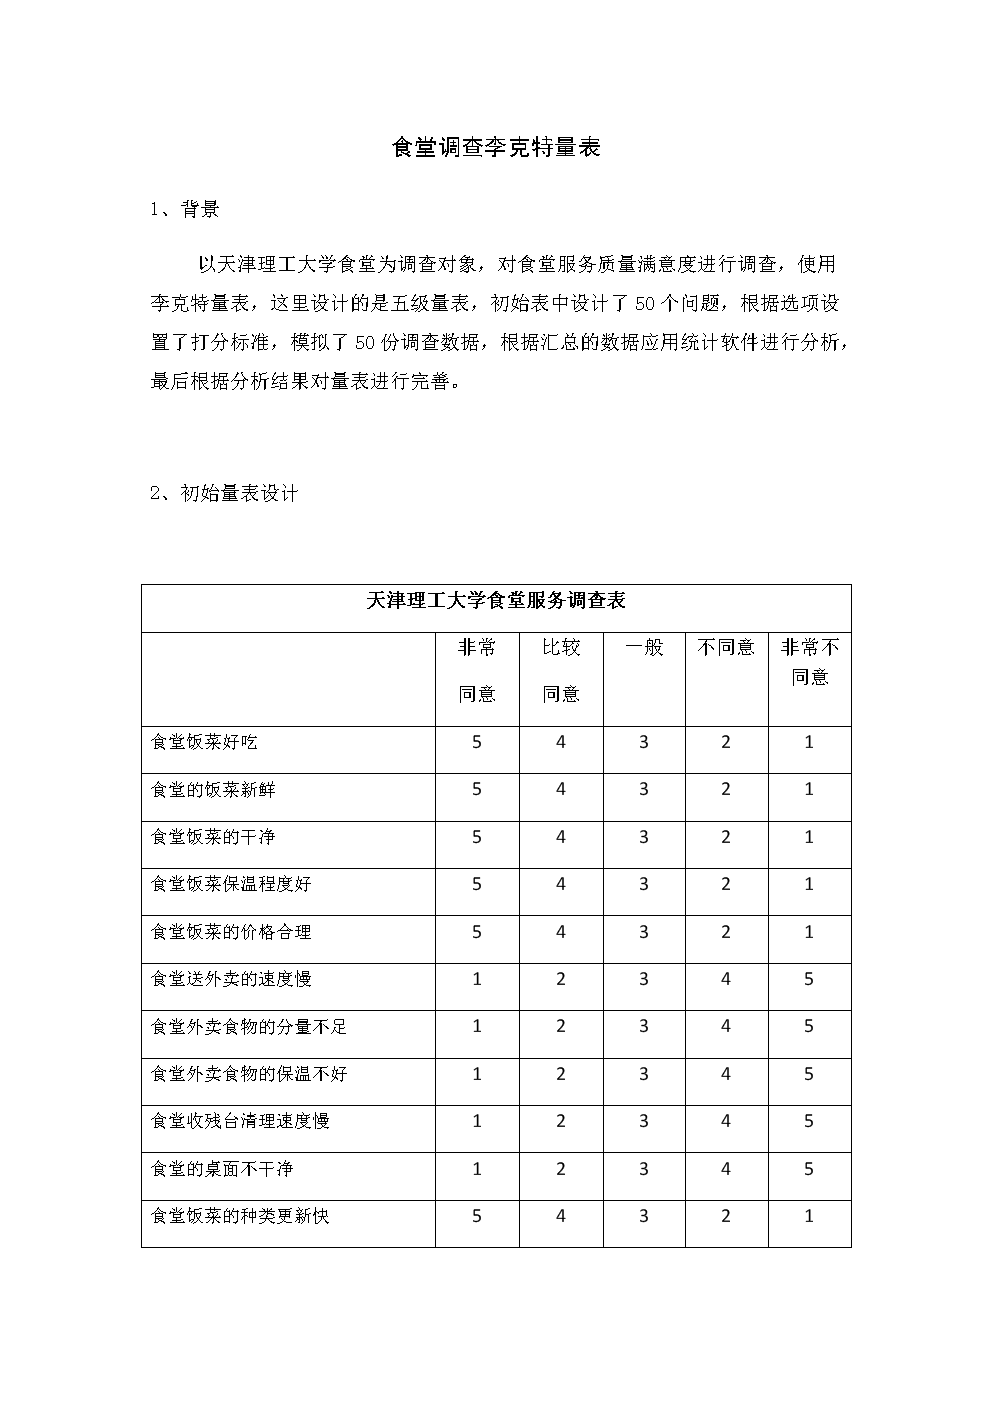 食堂调查李克特量表
1、背景
以天津理工大学食堂为调查对象，对食堂服务质量满意度进行调查，使用
李克特量表，这里设计的是五级量表，初始表中设计了 50 个问题，根据选项设
置了打分标准，模拟了 50 份调查数据，根据汇总的数据应用统计软件进行分析，
最后根据分析结果对量表进行完善。
2、初始量表设计
天津理工大学食堂服务调查表
非常 比较 一般 不同意 非常不
同意 同意 同意
食堂饭菜好吃 5 4 3 2 1
食堂的饭菜新鲜 5 4 3 2 1
食堂饭菜的干净 5 4 3 2 1
食堂饭菜保温程度好 5 4 3 2 1
食堂饭菜的价格合理 5 4 3 2 1
食堂送外卖的速度慢 1 2 3 4 5
食堂外卖食物的分量不足 1 2 3 4 5
食堂外卖食物的保温不好 1 2 3 4 5
食堂收残台清理速度慢 1 2 3 4 5
食堂的桌面不干净 1 2 3 4 5
食堂饭菜的种类更新快 5 4 3 2 1